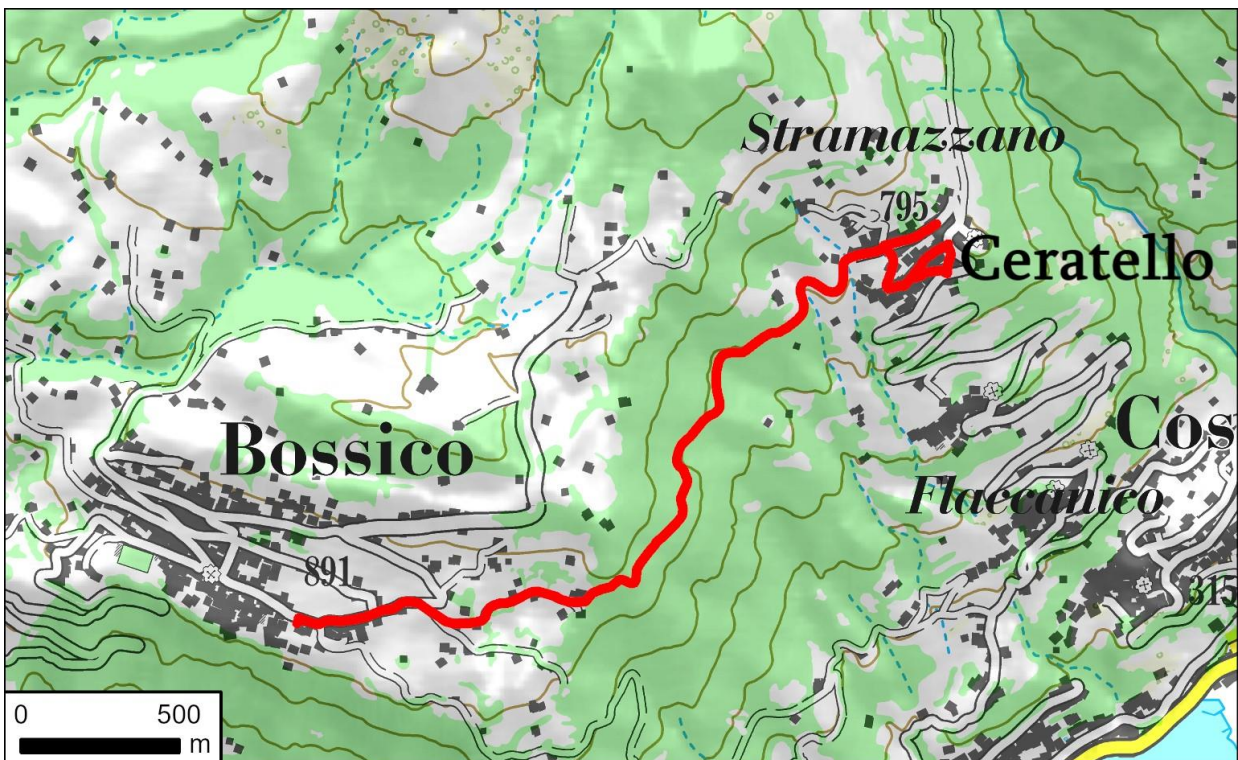 Stramazzano
795
Ceratello
Cos
Bossico
Flaccanico
891
315
0 500
m